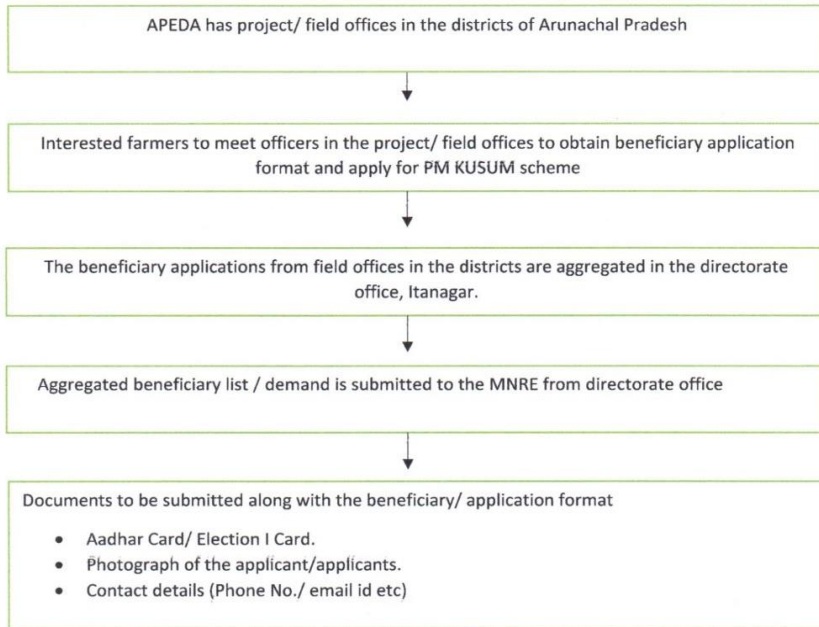 APEDA has project/ field offices in the districts of Arunachal Pradesh
Interested farmers to meet officers in the project/ field offices to obtain beneficiary application
format and apply for PM KUSUM scheme
The beneficiary applications from field offices in the districts are aggregated in the directorate
office, Itanagar.
Aggregated beneficiary list / demand is submitted to the MNRE from directorate office
Documents to be submitted along with the beneficiary/ application format
• Aadhar Card/ Election I Card.
• Photograph of the applicant/applicants.
• Contact details (Phone No./ email id etc)